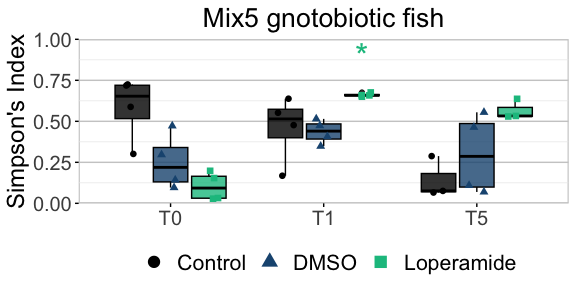 Mix5 gnotobiotic fish
Simpson's Index
1.00
0.75
0.50
0.25
0.00
T0 T1 T5
Control DMSO Loperamide